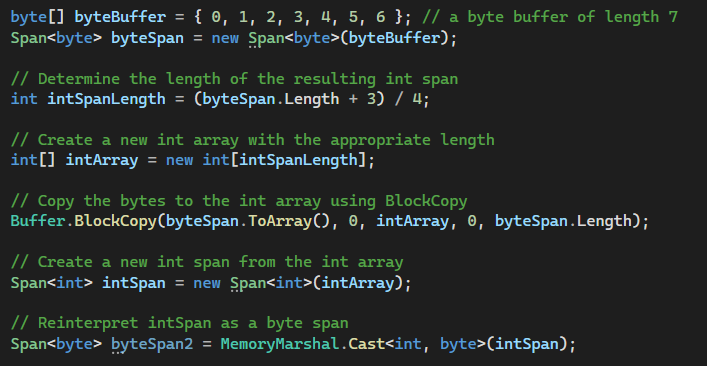 byte[] byteBuffer = { 0, 1, 2, 3, 4, 5, 6 }; // a byte buffer of length 7
Span<byte> byteSpan = new Span<byte>(byteBuffer);
// Determine the length of the resulting int span
int intSpanLength = (byteSpan.Length + 3) / 4;
// Create a new int array with the appropriate length
int[] intArray = new int[intSpanLength];
// Copy the bytes to the int array using BlockCopy
Buffer.BlockCopy(byteSpan.ToArray(), 0, intArray, 0, byteSpan.Length);
// Create a new int span from the int array
Span<int> intSpan = new Span<int>(intArray);
// Reinterpret intSpan as a byte span
Span<byte> byteSpan2 = MemoryMarshal.Cast<int, byte>(intSpan);